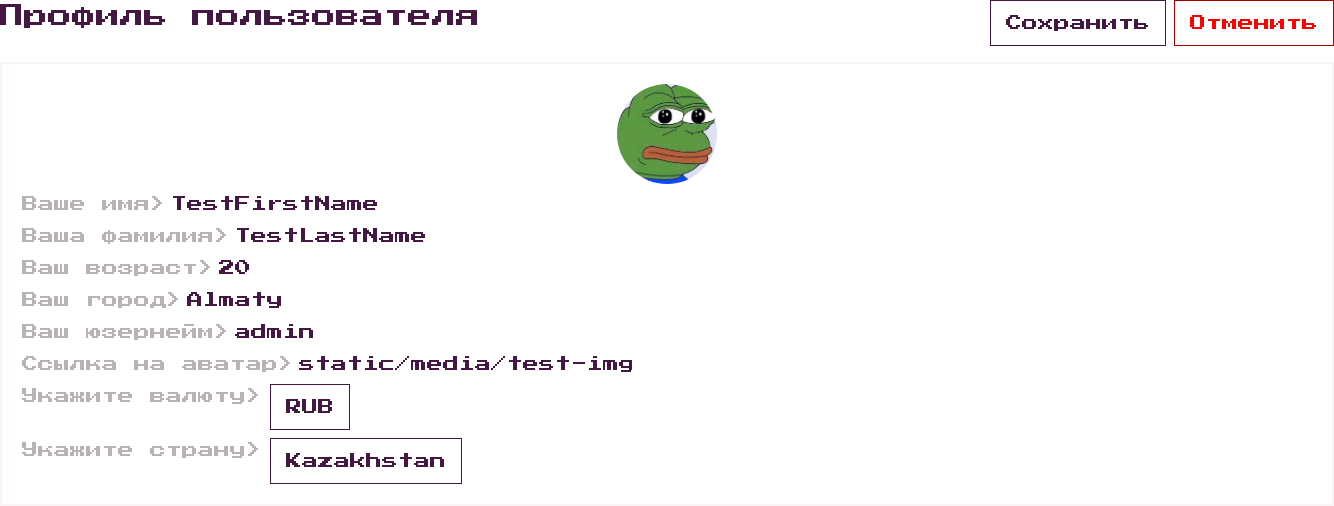 Профиль пользователя
Сохранить
Отменить
Ваше имя> TestFirstName
Ваша фамилия> TestLastName
Ваш возраст> 20
Ваш город> Almaty
Ваш юзернейм> admin
Ссылка на аватар> static/media/test-img
Укажите валюту> RUB
Укажите страну> Kazakhstan